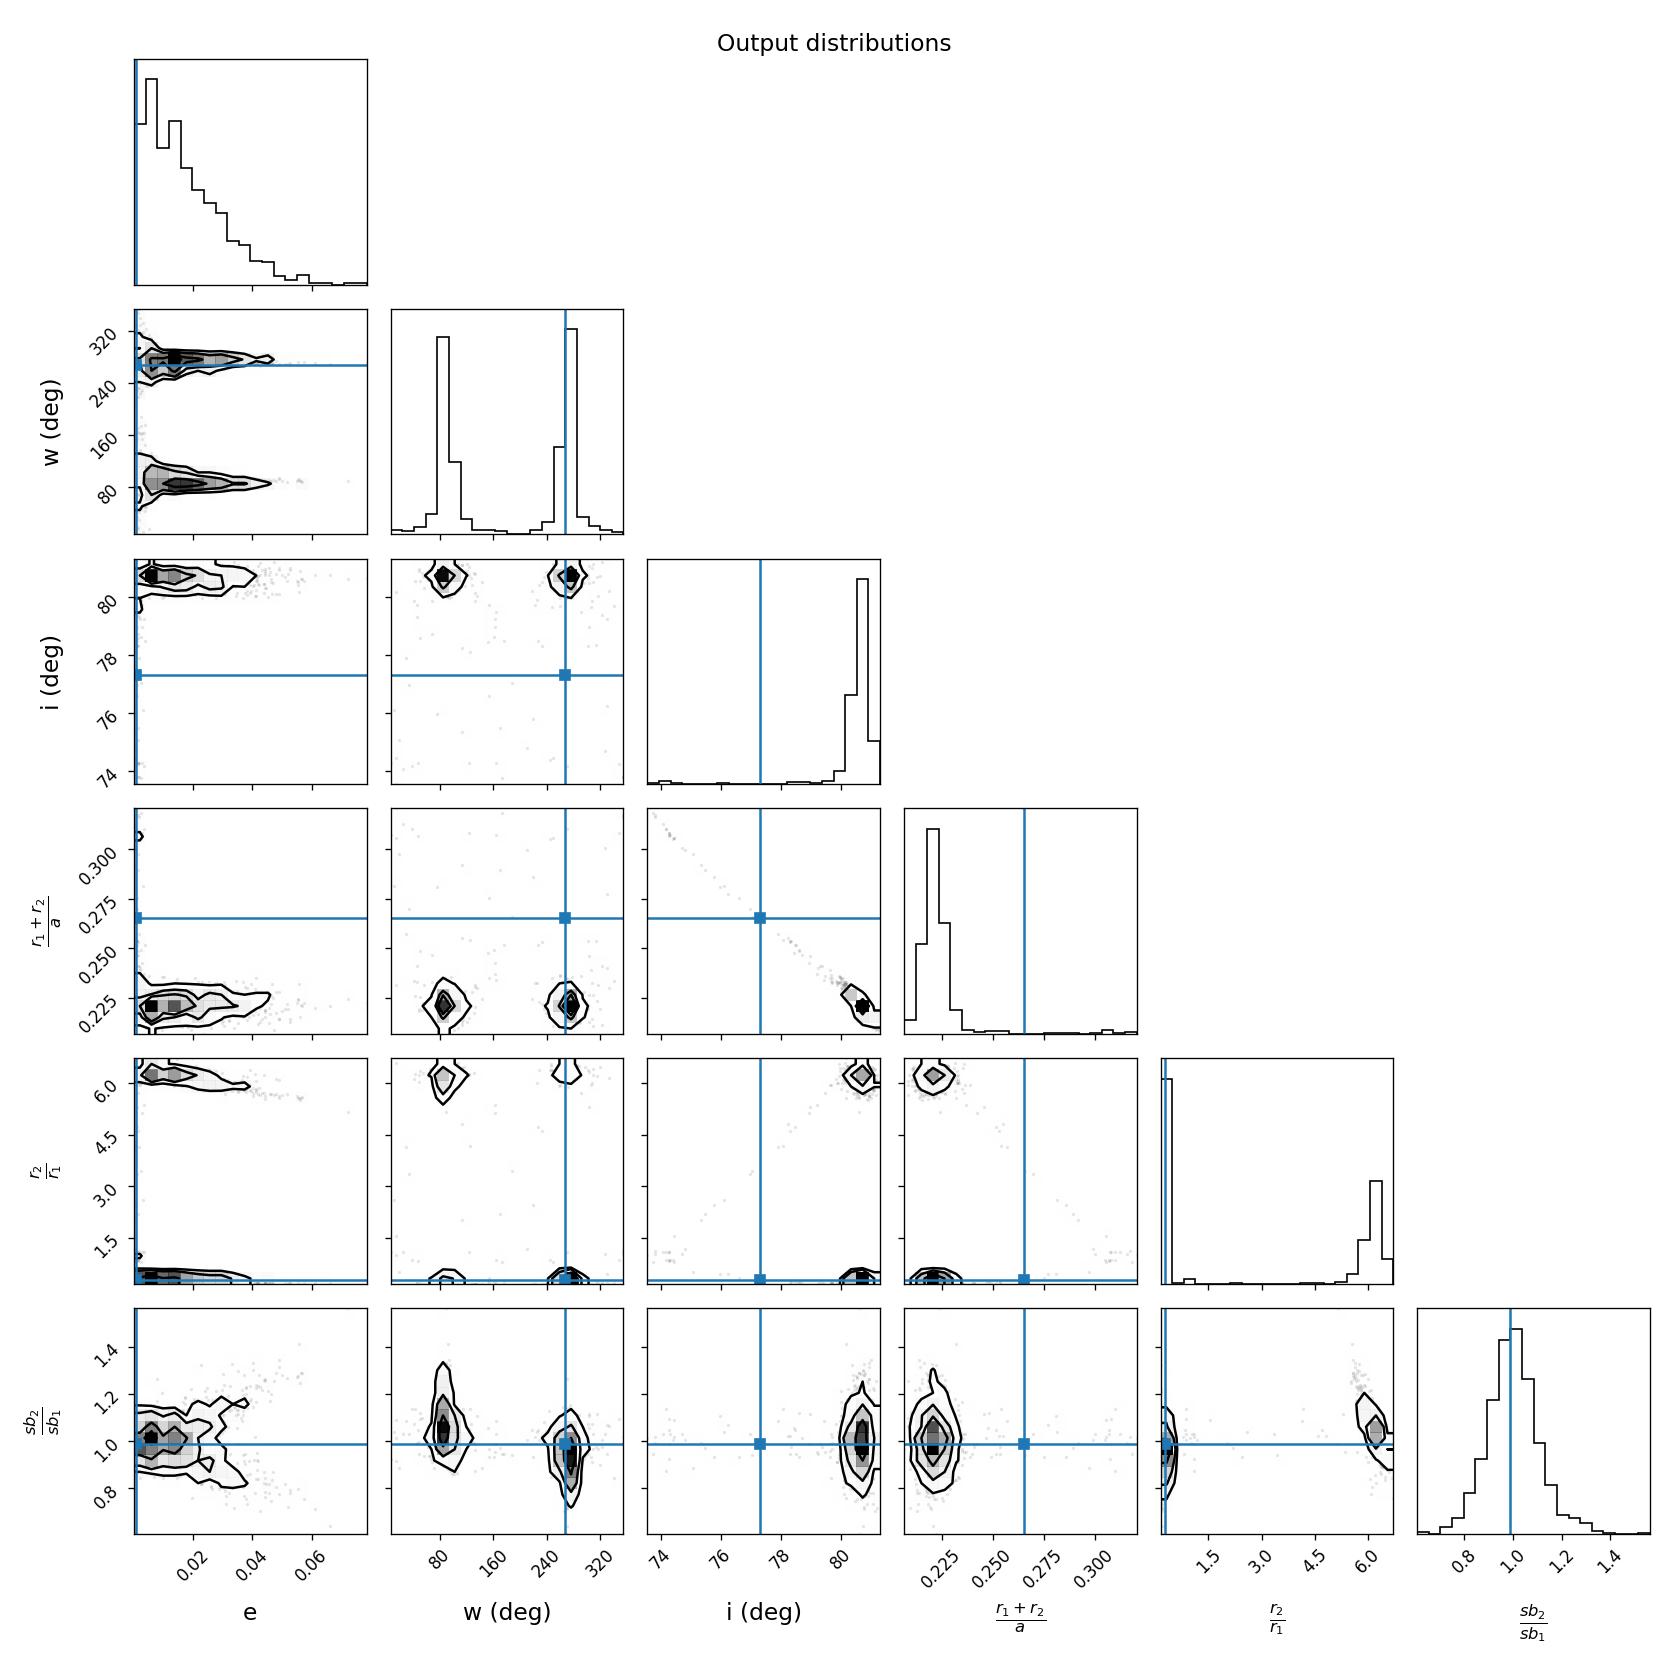 Output distributions
w (deg)
320
240
160
80
i (deg)
80
78
76
74
r₁ + r₂
a
0.300
0.275
0.250
0.225
r₂
r₁
6.0
4.5
3.0
1.5
sb₂
sb₁
1.4
1.2
1.0
0.8
0.02 0.04 0.06 80 160 240 320 74 76 78 80 0.225 0.250 0.275 0.300 1.5 3.0 4.5 6.0 0.8 1.0 1.2 1.4
e w (deg) i (deg) r₁ + r₂ r₂ sb₂
a r₁ sb₁